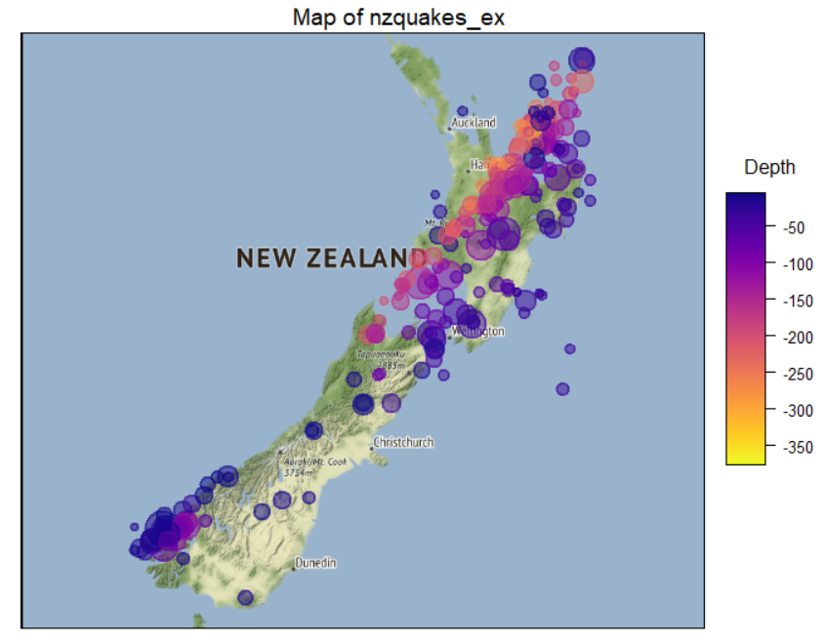 Map of nzquakes_ex
Auckland
Ham
NEW ZEALAND
Wellington
Tapuaenuku
2885m
Christchurch
Aoraki/Mt. Cook
3754m
Dunedin
Depth
-50
-100
-150
-200
-250
-300
-350